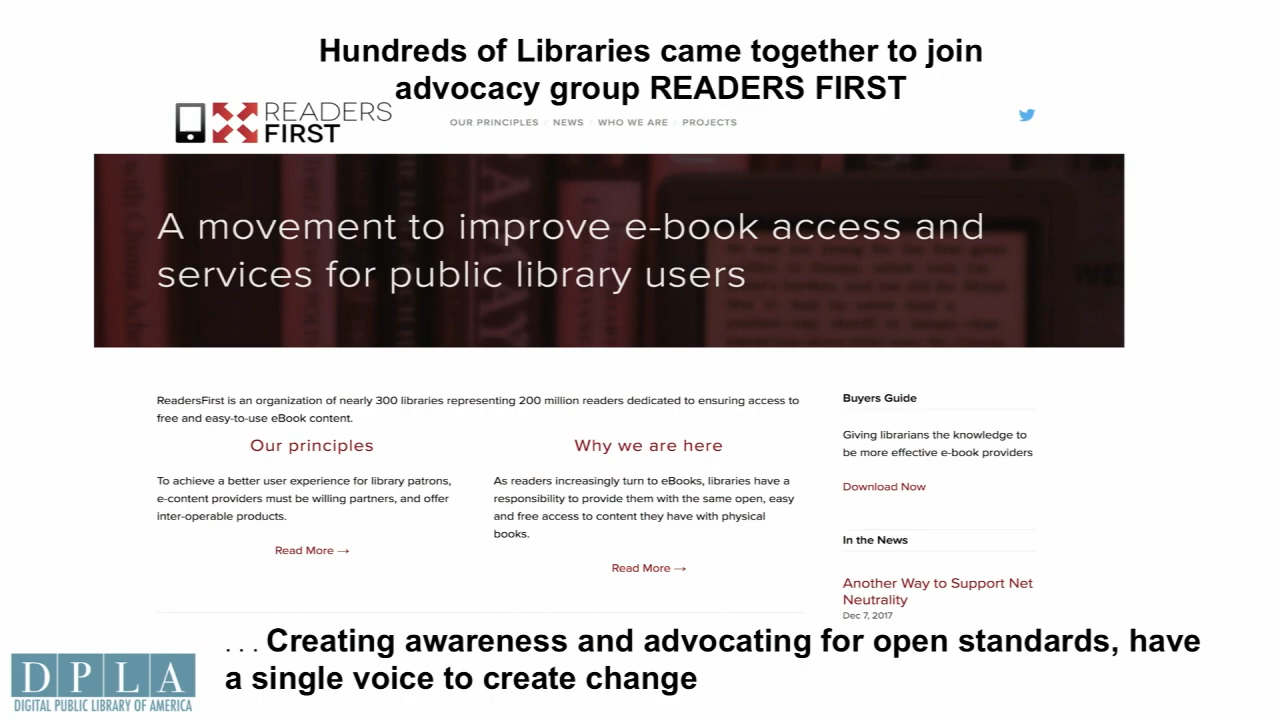 Hundreds of Libraries came together to join
advocacy group READERS FIRST
READERS
FIRST
OUR PRINCIPLES / NEWS / WHO WE ARE / PROJECTS
A movement to improve e-book access and
services for public library users
ReadersFirst is an organization of nearly 300 libraries representing 200 million readers dedicated to ensuring access to
free and easy-to-use eBook content.
Our principles
To achieve a better user experience for library patrons,
e-content providers must be willing partners, and offer
inter-operable products.
Read More →
Why we are here
As readers increasingly turn to eBooks, libraries have a
responsibility to provide them with the same open, easy
and free access to content they have with physical
books.
Read More →
Buyers Guide
Giving librarians the knowledge to
be more effective e-book providers
Download Now
In the News
Another Way to Support Net
Neutrality
Dec 7, 2017
. . . Creating awareness and advocating for open standards, have
a single voice to create change
DPLA
DIGITAL PUBLIC LIBRARY OF AMERICA